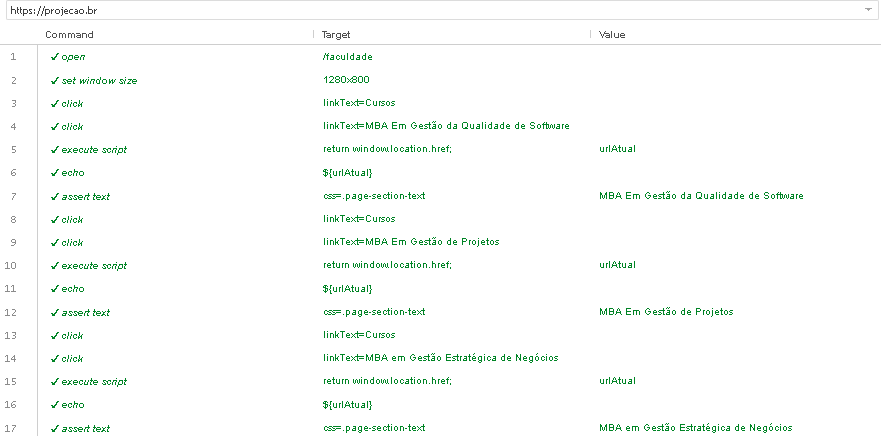 https://projecao.br
Command Target Value
1 ✓ open /faculdade
2 ✓ set window size 1280x800
3 ✓ click linkText=Cursos
4 ✓ click linkText=MBA Em Gestão da Qualidade de Software
5 ✓ execute script return window.location.href; urlAtual
6 ✓ echo ${urlAtual}
7 ✓ assert text css=.page-section-text MBA Em Gestão da Qualidade de Software
8 ✓ click linkText=Cursos
9 ✓ click linkText=MBA Em Gestão de Projetos
10 ✓ execute script return window.location.href; urlAtual
11 ✓ echo ${urlAtual}
12 ✓ assert text css=.page-section-text MBA Em Gestão de Projetos
13 ✓ click linkText=Cursos
14 ✓ click linkText=MBA em Gestão Estratégica de Negócios
15 ✓ execute script return window.location.href; urlAtual
16 ✓ echo ${urlAtual}
17 ✓ assert text css=.page-section-text MBA em Gestão Estratégica de Negócios